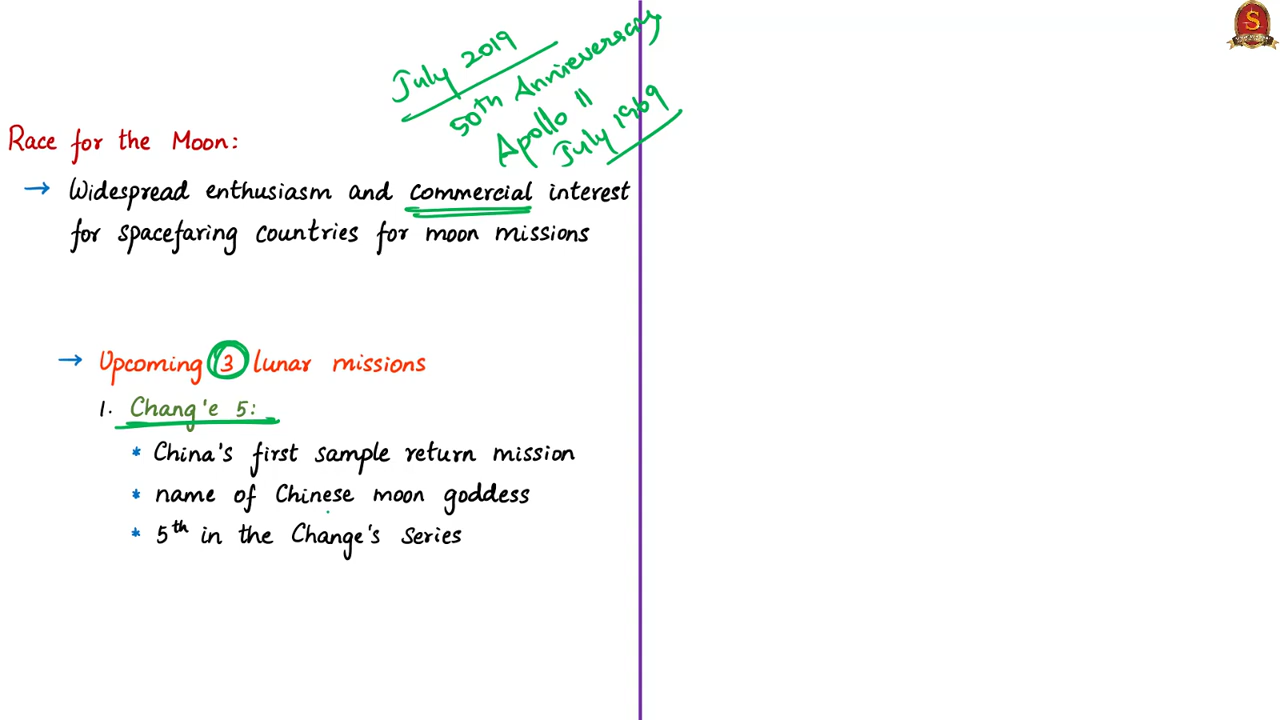 July 2019
50th Annieversary
Apollo 11
July 1969
Race for the Moon:
→ Widespread enthusiasm and commercial interest
for spacefaring countries for moon missions
→ Upcoming 3 lunar missions
1. Chang'e 5:
* China's first sample return mission
* name of Chinese moon goddess
* 5th in the Change's series
S